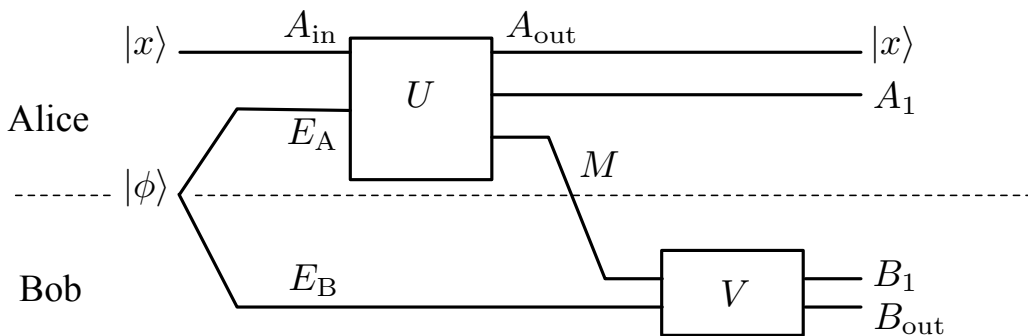 |x⟩ A_in A_out |x⟩
U
A_1
Alice
E_A
M
|ϕ⟩
E_B
B_1
Bob
V
B_out